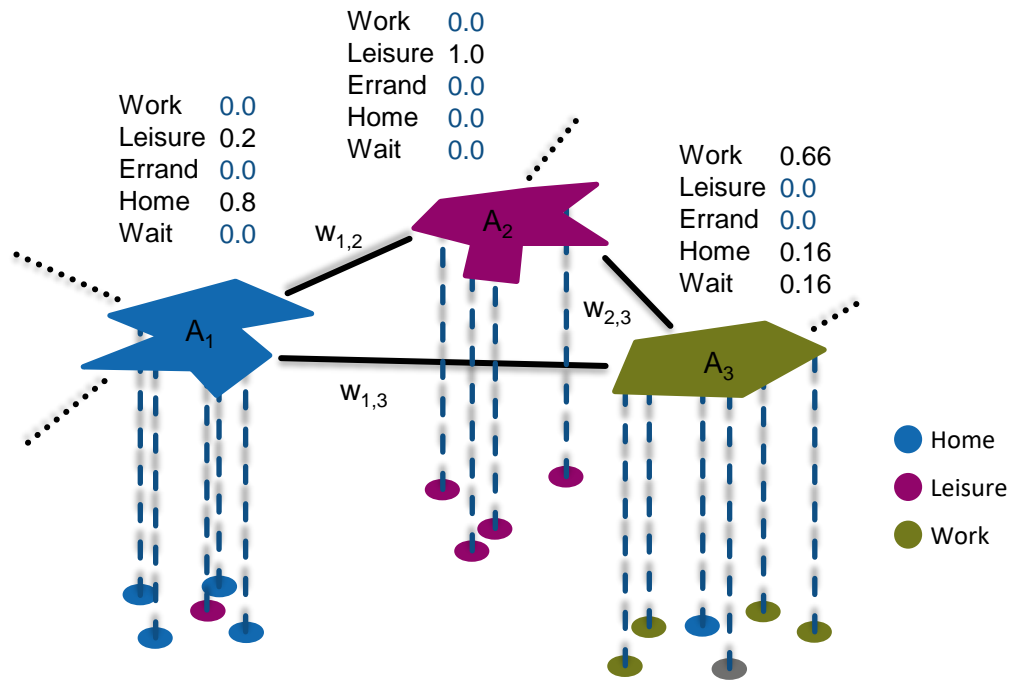 Work 0.0
Leisure 1.0
Errand 0.0
Home 0.0
Wait 0.0
Work 0.0
Leisure 0.2
Errand 0.0
Home 0.8
Wait 0.0
Work 0.66
Leisure 0.0
Errand 0.0
Home 0.16
Wait 0.16
w1,2
A2
w2,3
A1
A3
w1,3
Home
Leisure
Work